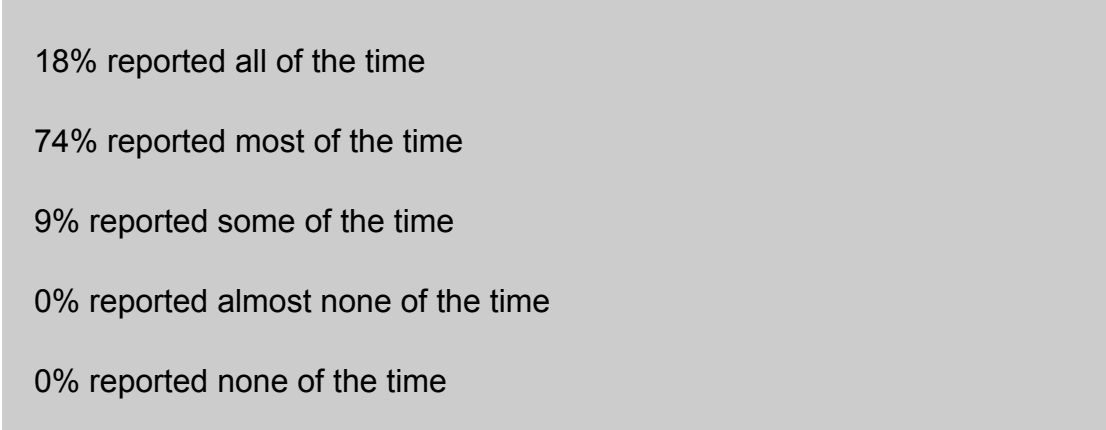 18% reported all of the time
74% reported most of the time
9% reported some of the time
0% reported almost none of the time
0% reported none of the time